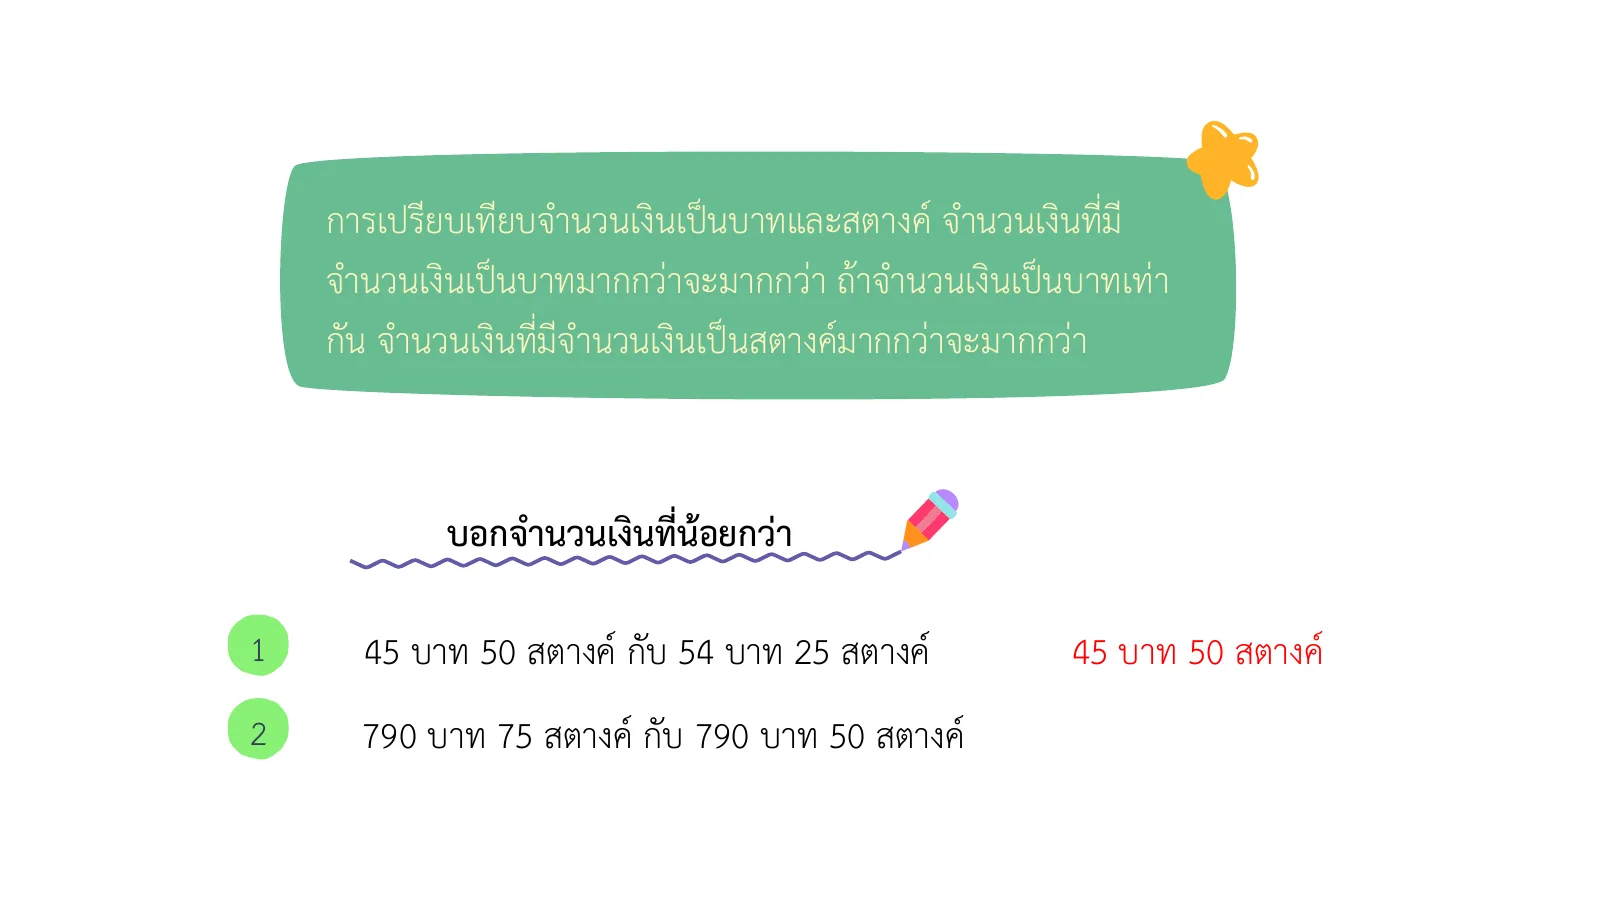 การเปรียบเทียบจำนวนเงินเป็นบาทและสตางค์ จำนวนเงินที่มี
จำนวนเงินเป็นบาทมากกว่าจะมากกว่า ถ้าจำนวนเงินเป็นบาทเท่า
กัน จำนวนเงินที่มีจำนวนเงินเป็นสตางค์มากกว่าจะมากกว่า
บอกจำนวนเงินที่น้อยกว่า
1 45 บาท 50 สตางค์ กับ 54 บาท 25 สตางค์ 45 บาท 50 สตางค์
2 790 บาท 75 สตางค์ กับ 790 บาท 50 สตางค์